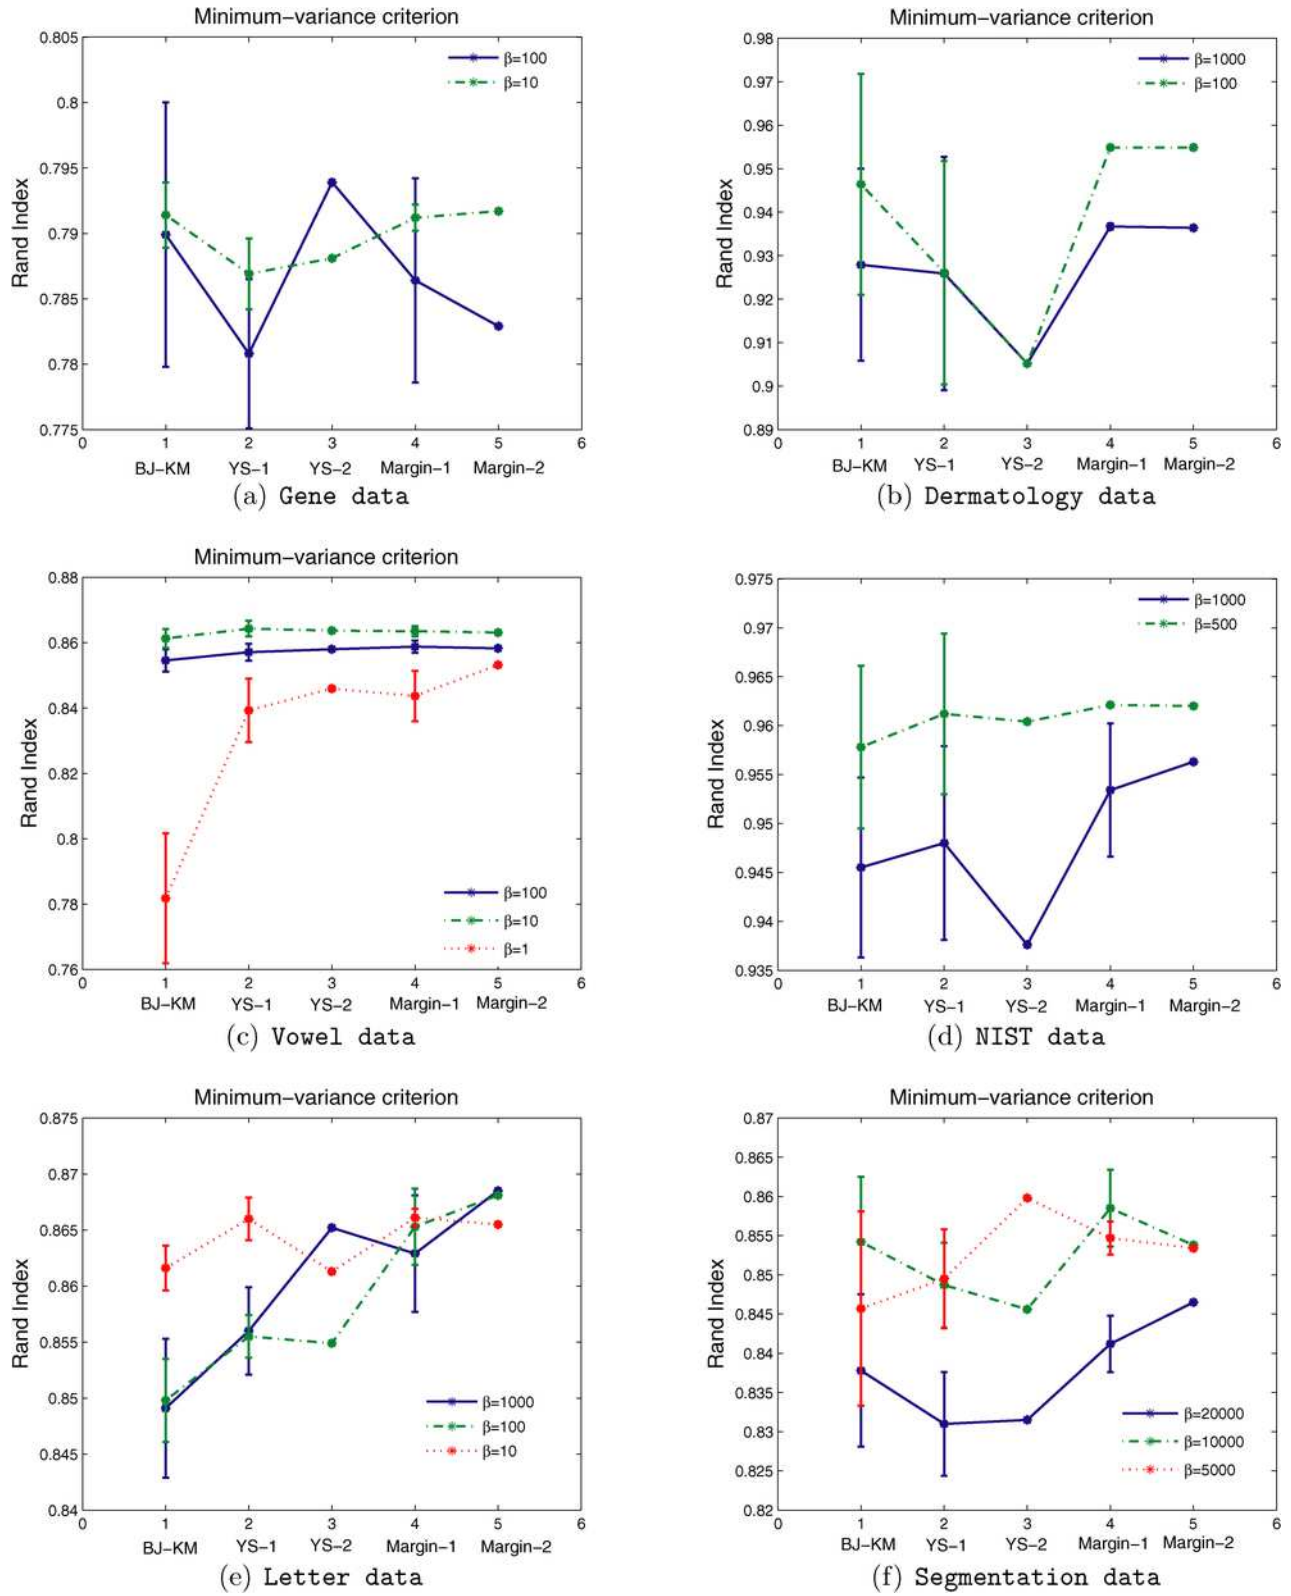 Minimum−variance criterion
0.805
0.8
0.795
0.79
0.785
0.78
0.775
Rand Index
β=100
β=10
0 1 2 3 4 5 6
BJ−KM YS−1 YS−2 Margin−1 Margin−2
(a) Gene data
Minimum−variance criterion
0.98
0.97
0.96
0.95
0.94
0.93
0.92
0.91
0.9
0.89
Rand Index
β=1000
β=100
0 1 2 3 4 5 6
BJ−KM YS−1 YS−2 Margin−1 Margin−2
(b) Dermatology data
Minimum−variance criterion
0.88
0.86
0.84
0.82
0.8
0.78
0.76
Rand Index
β=100
β=10
β=1
0 1 2 3 4 5 6
BJ−KM YS−1 YS−2 Margin−1 Margin−2
(c) Vowel data
0.975
0.97
0.965
0.96
0.955
0.95
0.945
0.94
0.935
Rand Index
β=1000
β=500
0 1 2 3 4 5 6
BJ−KM YS−1 YS−2 Margin−1 Margin−2
(d) NIST data
Minimum−variance criterion
0.875
0.87
0.865
0.86
0.855
0.85
0.845
0.84
Rand Index
β=1000
β=100
β=10
0 1 2 3 4 5 6
BJ−KM YS−1 YS−2 Margin−1 Margin−2
(e) Letter data
Minimum−variance criterion
0.87
0.865
0.86
0.855
0.85
0.845
0.84
0.835
0.83
0.825
0.82
Rand Index
β=20000
β=10000
β=5000
0 1 2 3 4 5 6
BJ−KM YS−1 YS−2 Margin−1 Margin−2
(f) Segmentation data